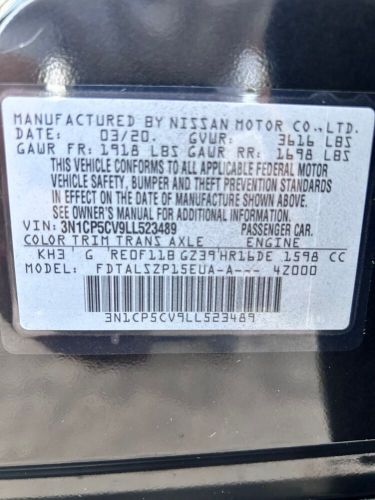 MANUFACTURED BY NISSAN MOTOR CO.,LTD.
DATE: 03/20. GVWR: 3616 LBS
GAWR FR: 1918 LBS GAWR RR: 1698 LBS
THIS VEHICLE CONFORMS TO ALL APPLICABLE FEDERAL MOTOR
VEHICLE SAFETY, BUMPER AND THEFT PREVENTION STANDARDS
IN EFFECT ON THE DATE OF MANUFACTURE SHOWN ABOVE.
SEE OWNER'S MANUAL FOR ADDITIONAL INFORMATION.
VIN: 3N1CP5CV9LL523489 PASSENGER CAR.
COLOR TRIM TRANS AXLE ENGINE
KH3 G RE0F11B GZ39 HR16DE 1598 CC
MODEL: FDTALSZP15EUA-A--- 4Z000
3N1CP5CV9LL523489